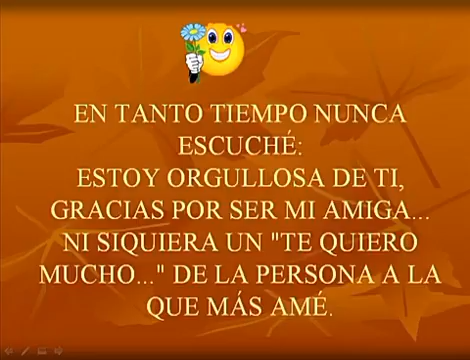 EN TANTO TIEMPO NUNCA
ESCUCHÉ:
ESTOY ORGULLOSA DE TI,
GRACIAS POR SER MI AMIGA...
NI SIQUIERA UN "TE QUIERO
MUCHO..." DE LA PERSONA A LA
QUE MÁS AMÉ.